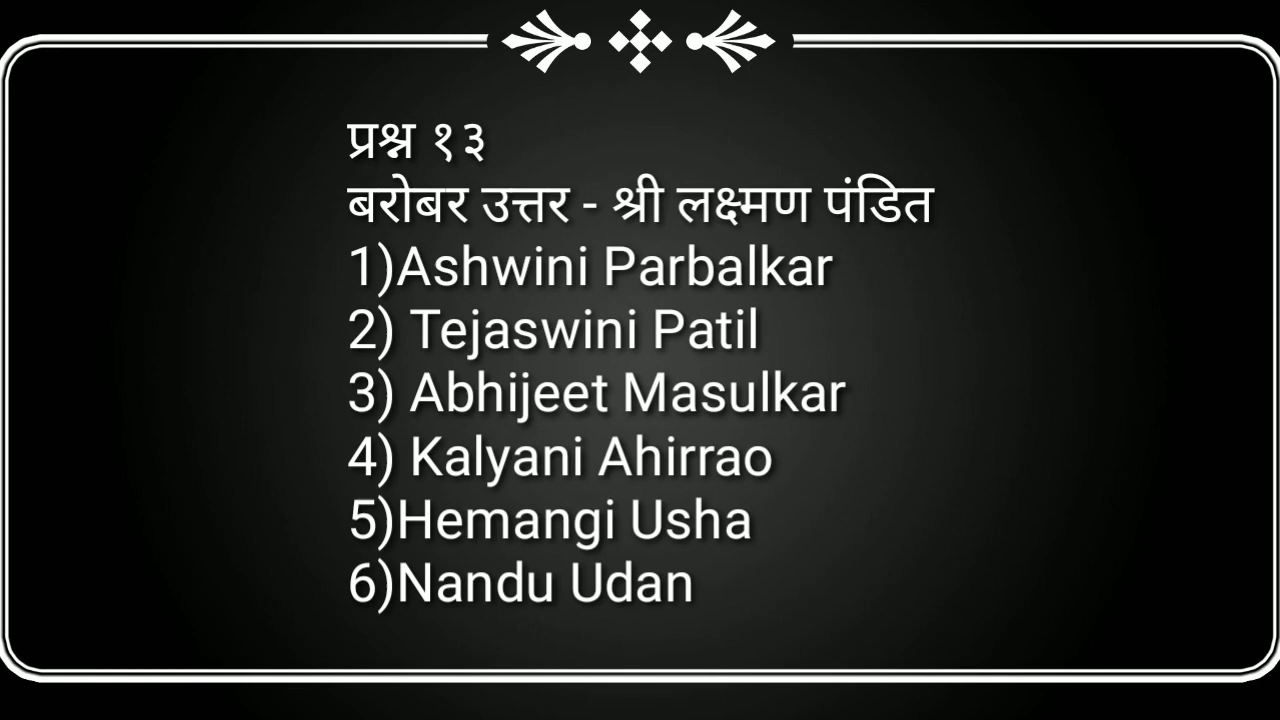 प्रश्न १३
बरोबर उत्तर - श्री लक्ष्मण पंडित
1)Ashwini Parbalkar
2) Tejaswini Patil
3) Abhijeet Masulkar
4) Kalyani Ahirrao
5)Hemangi Usha
6)Nandu Udan